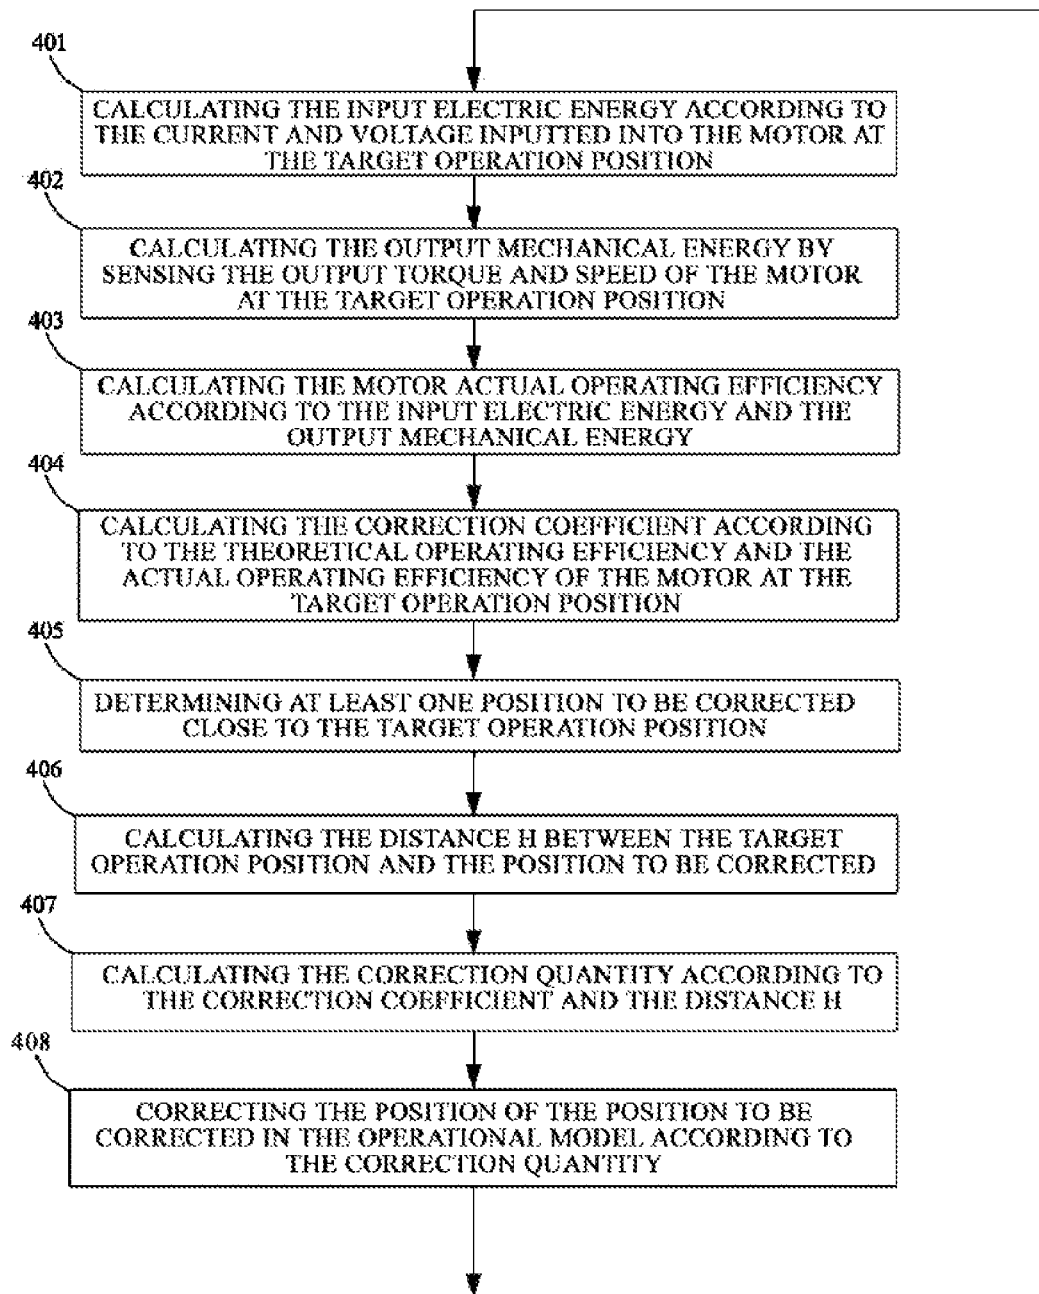 401
CALCULATING THE INPUT ELECTRIC ENERGY ACCORDING TO
THE CURRENT AND VOLTAGE INPUTTED INTO THE MOTOR AT
THE TARGET OPERATION POSITION
402
CALCULATING THE OUTPUT MECHANICAL ENERGY BY
SENSING THE OUTPUT TORQUE AND SPEED OF THE MOTOR
AT THE TARGET OPERATION POSITION
403
CALCULATING THE MOTOR ACTUAL OPERATING EFFICIENCY
ACCORDING TO THE INPUT ELECTRIC ENERGY AND THE
OUTPUT MECHANICAL ENERGY
404
CALCULATING THE CORRECTION COEFFICIENT ACCORDING
TO THE THEORETICAL OPERATING EFFICIENCY AND THE
ACTUAL OPERATING EFFICIENCY OF THE MOTOR AT THE
TARGET OPERATION POSITION
405
DETERMINING AT LEAST ONE POSITION TO BE CORRECTED
CLOSE TO THE TARGET OPERATION POSITION
406
CALCULATING THE DISTANCE H BETWEEN THE TARGET
OPERATION POSITION AND THE POSITION TO BE CORRECTED
407
CALCULATING THE CORRECTION QUANTITY ACCORDING TO
THE CORRECTION COEFFICIENT AND THE DISTANCE H
408
CORRECTING THE POSITION OF THE POSITION TO BE
CORRECTED IN THE OPERATIONAL MODEL ACCORDING TO
THE CORRECTION QUANTITY